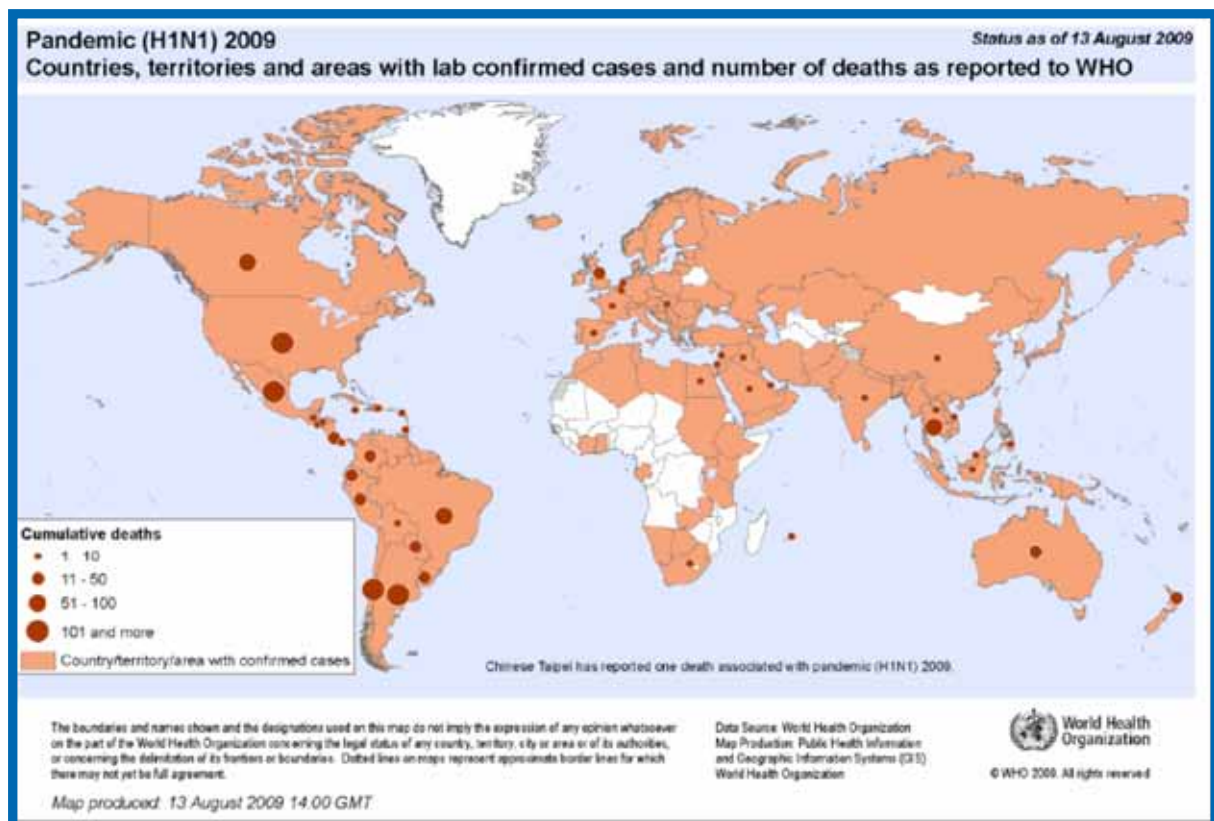 Pandemic (H1N1) 2009
Status as of 13 August 2009
Countries, territories and areas with lab confirmed cases and number of deaths as reported to WHO
Cumulative deaths
1 - 10
11 - 50
51 - 100
101 and more
Country/territory/area with confirmed cases
Chinese Taipei has reported one death associated with pandemic (H1N1) 2009.
The boundaries and names shown and the designations used on this map do not imply the expression of any opinion whatsoever
on the part of the World Health Organization concerning the legal status of any country, territory, city or area or of its authorities,
or concerning the delimitation of its frontiers or boundaries. Dotted lines on maps represent approximate border lines for which
there may not yet be full agreement.
Data Source: World Health Organization
Map Production: Public Health Information
and Geographic Information Systems (GIS)
World Health Organization
World Health
Organization
© WHO 2009. All rights reserved
Map produced: 13 August 2009 14:00 GMT